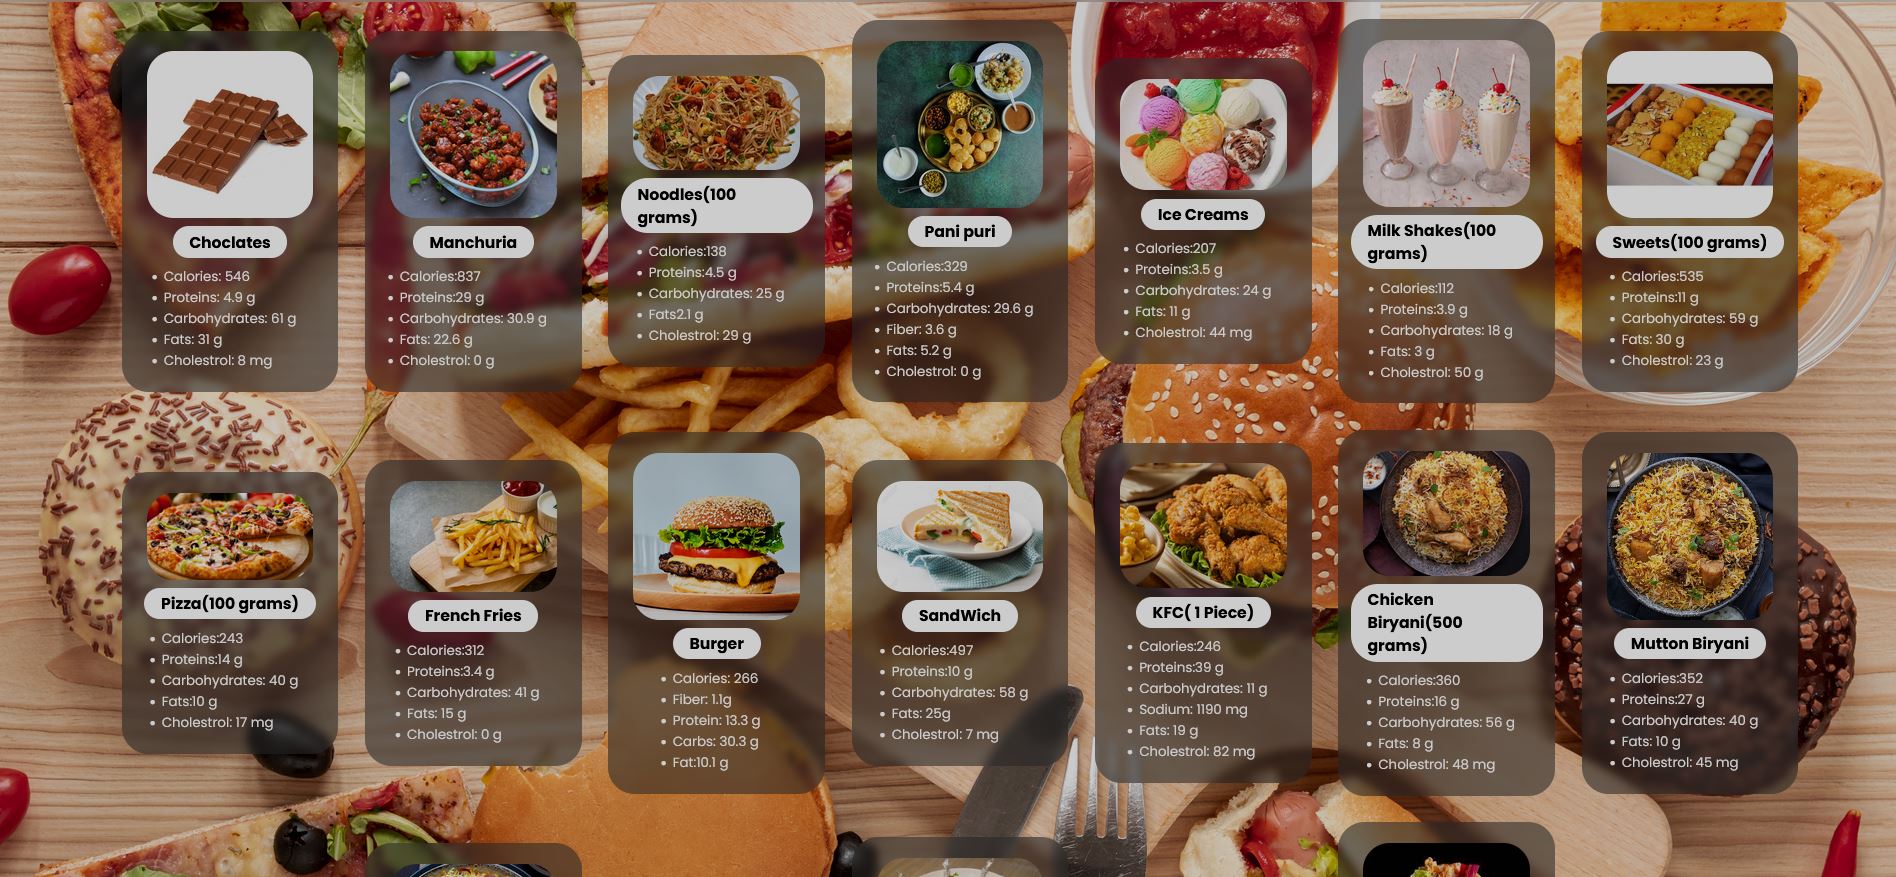 Choclates
Calories: 546
Proteins: 4.9 g
Carbohydrates: 61 g
Fats: 31 g
Cholestrol: 8 mg
Manchuria
Calories:837
Proteins:29 g
Carbohydrates: 30.9 g
Fats: 22.6 g
Cholestrol: 0 g
Noodles(100
grams)
Calories:138
Proteins:4.5 g
Carbohydrates: 25 g
Fats2.1 g
Cholestrol: 29 g
Pani puri
Calories:329
Proteins:5.4 g
Carbohydrates: 29.6 g
Fiber: 3.6 g
Fats: 5.2 g
Cholestrol: 0 g
Ice Creams
Calories:207
Proteins:3.5 g
Carbohydrates: 24 g
Fats: 11 g
Cholestrol: 44 mg
Milk Shakes(100
grams)
Calories:112
Proteins:3.9 g
Carbohydrates: 18 g
Fats: 3 g
Cholestrol: 50 g
Sweets(100 grams)
Calories:535
Proteins:11 g
Carbohydrates: 59 g
Fats: 30 g
Cholestrol: 23 g
Pizza(100 grams)
Calories:243
Proteins:14 g
Carbohydrates: 40 g
Fats:10 g
Cholestrol: 17 mg
French Fries
Calories:312
Proteins:3.4 g
Carbohydrates: 41 g
Fats: 15 g
Cholestrol: 0 g
Burger
Calories: 266
Fiber: 1.1g
Protein: 13.3 g
Carbs: 30.3 g
Fat:10.1 g
SandWich
Calories:497
Proteins:10 g
Carbohydrates: 58 g
Fats: 25g
Cholestrol: 7 mg
KFC( 1 Piece)
Calories:246
Proteins:39 g
Carbohydrates: 11 g
Sodium: 1190 mg
Fats: 19 g
Cholestrol: 82 mg
Chicken
Biryani(500
grams)
Calories:360
Proteins:16 g
Carbohydrates: 56 g
Fats: 8 g
Cholestrol: 48 mg
Mutton Biryani
Calories:352
Proteins:27 g
Carbohydrates: 40 g
Fats: 10 g
Cholestrol: 45 mg